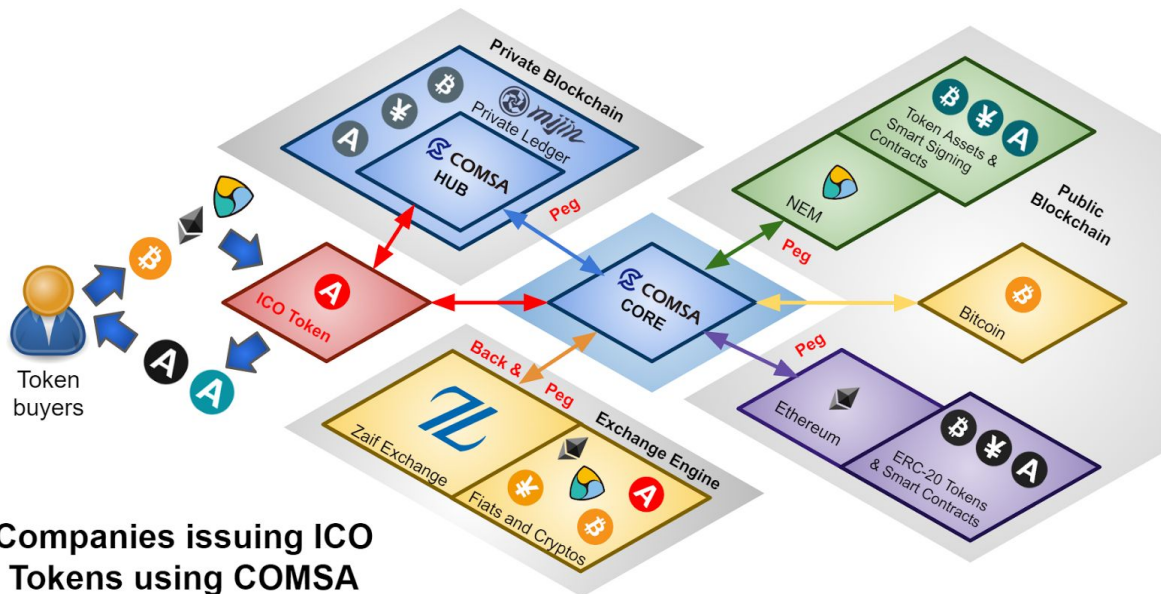 Private Blockchain
mijin
Private Ledger
COMSA
HUB
Peg
Token Assets &
Smart Signing
Contracts
NEM
Public
Blockchain
Peg
A
ICO Token
COMSA
CORE
Bitcoin
Token
buyers
Back &
Peg
Peg
Zaif Exchange
Exchange Engine
Fiats and Cryptos
Ethereum
ERC-20 Tokens
& Smart Contracts
Companies issuing ICO
Tokens using COMSA